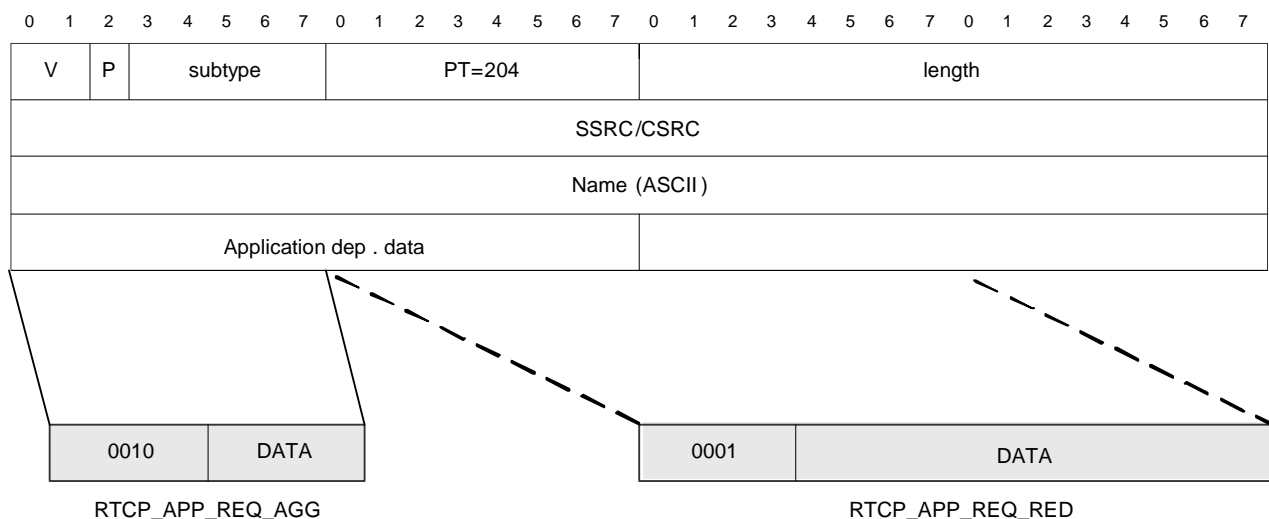 0 1 2 3 4 5 6 7 0 1 2 3 4 5 6 7 0 1 2 3 4 5 6 7 0 1 2 3 4 5 6 7
V P subtype PT=204 length
SSRC/CSRC
Name (ASCII)
Application dep . data
0010 DATA 0001 DATA
RTCP_APP_REQ_AGG RTCP_APP_REQ_RED